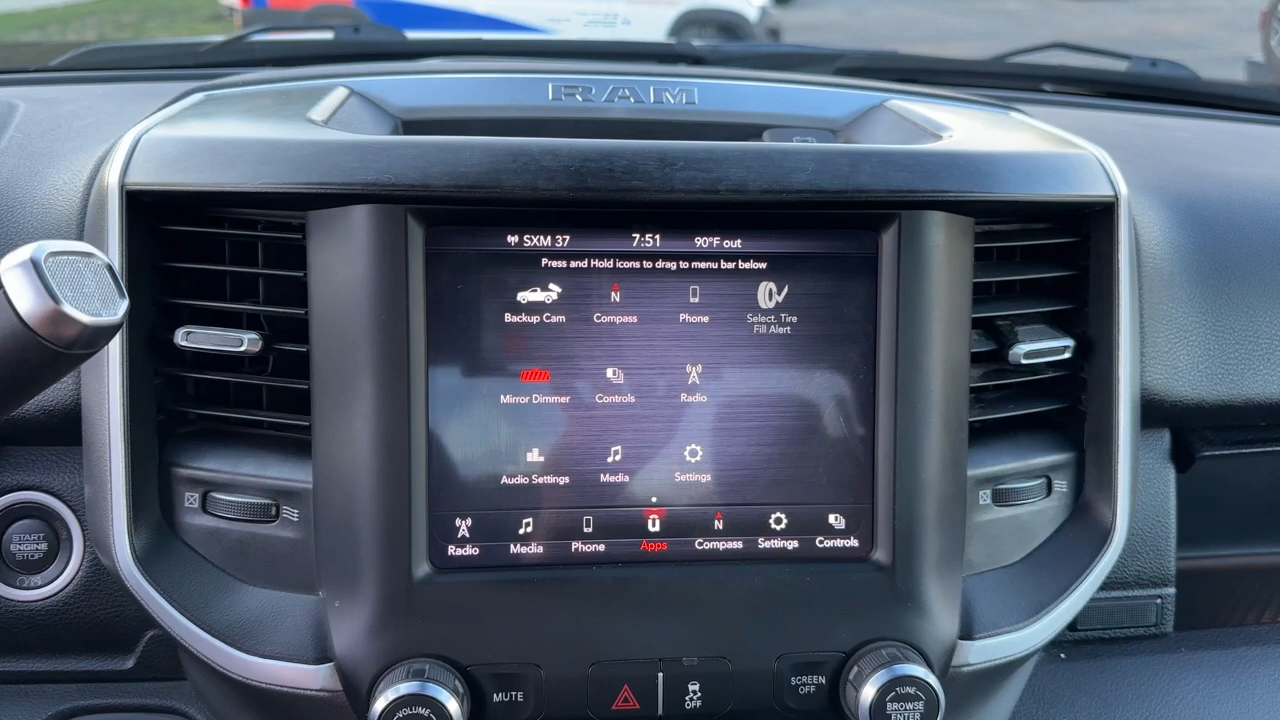 RAM
SXM 37 7:51 90°F out
Press and Hold icons to drag to menu bar below
Backup Cam
N
Compass
Phone
Select. Tire
Fill Alert
Mirror Dimmer
Controls
Radio
Audio Settings
Media
Settings
Radio
Media
Phone
Apps
N
Compass
Settings
Controls
START
ENGINE
STOP
VOLUME
MUTE
OFF
SCREEN
OFF
TUNE
BROWSE
ENTER